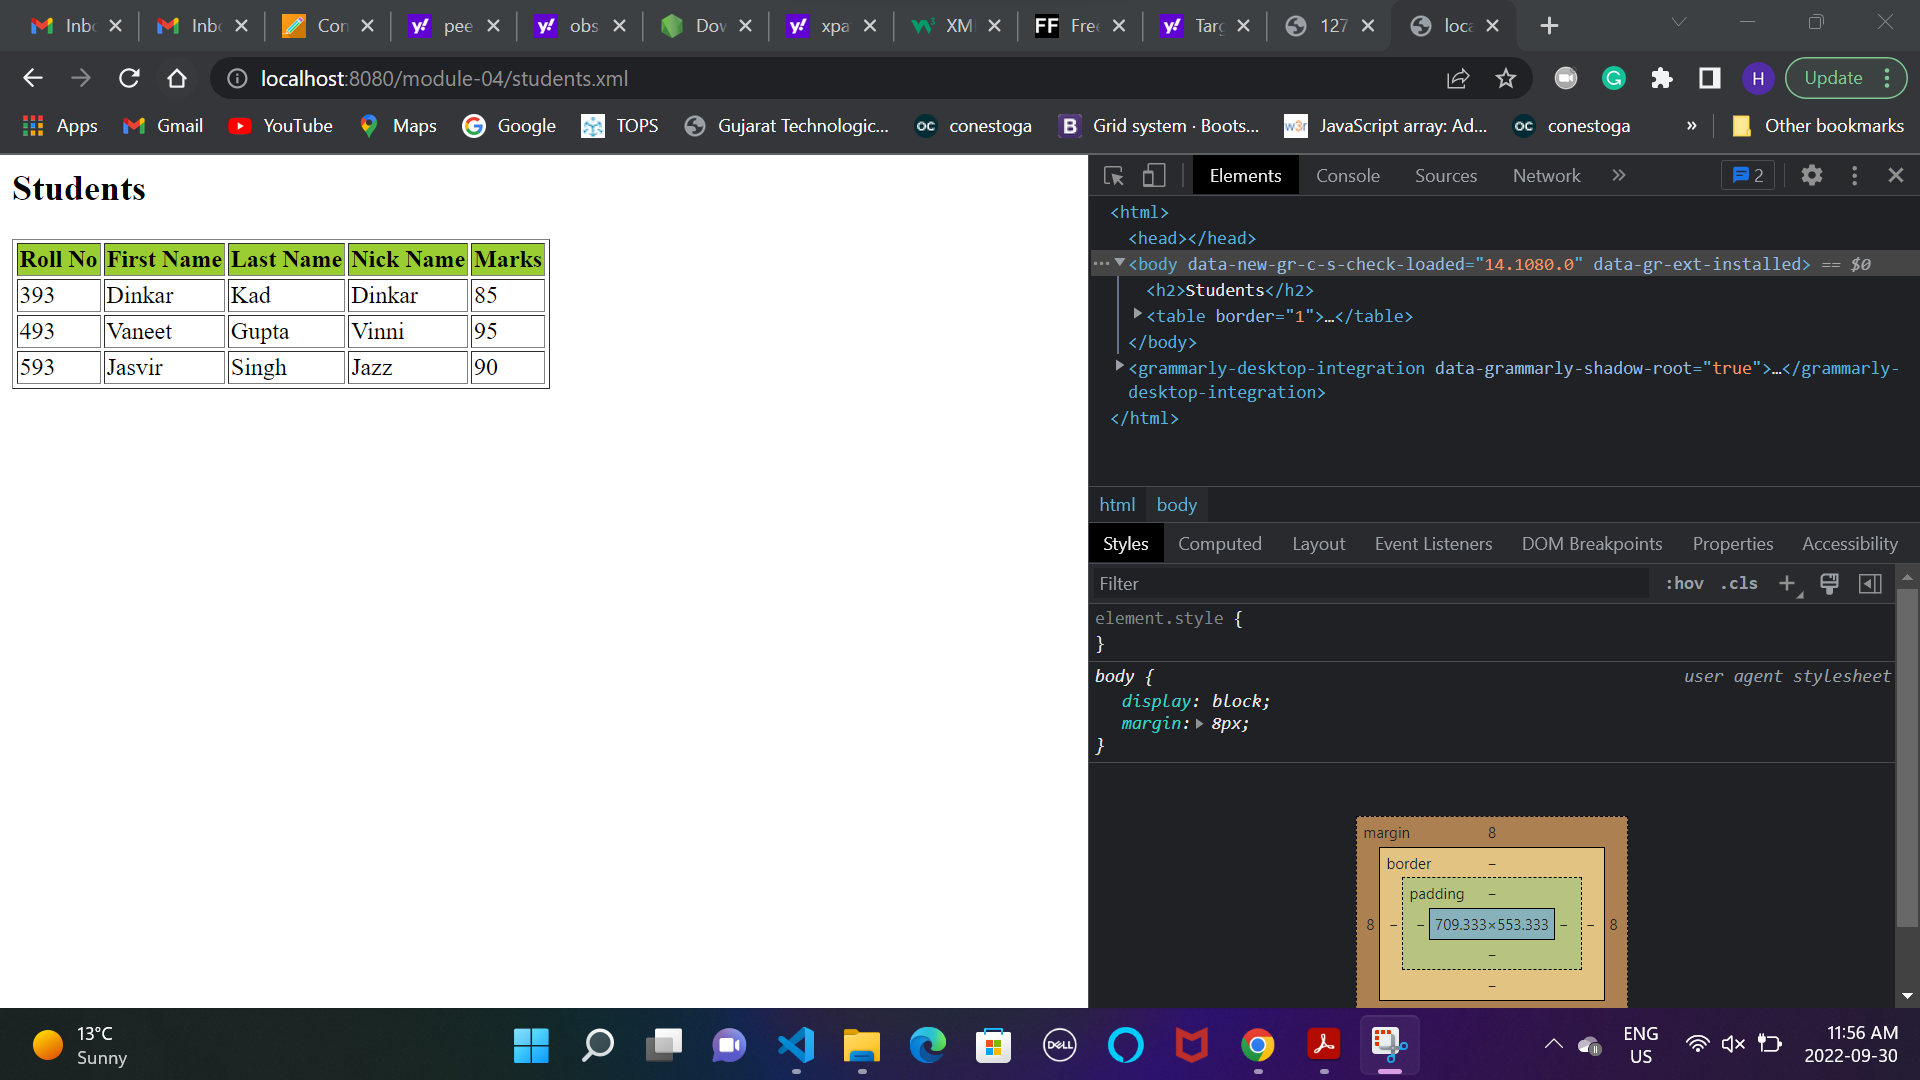 Inbc Inbc Con pee obs Dov xpa XM Free Targ 127 loca
localhost:8080/module-04/students.xml
H Update
Apps Gmail YouTube Maps Google TOPS Gujarat Technologic... conestoga Grid system · Boots... JavaScript array: Ad... conestoga » Other bookmarks
Students
Roll No First Name Last Name Nick Name Marks
393 Dinkar Kad Dinkar 85
493 Vaneet Gupta Vinni 95
593 Jasvir Singh Jazz 90
Elements Console Sources Network » 2
<html>
<head></head>
<body data-new-gr-c-s-check-loaded="14.1080.0" data-gr-ext-installed> == $0
<h2>Students</h2>
<table border="1">…</table>
</body>
<grammarly-desktop-integration data-grammarly-shadow-root="true">…</grammarly-
desktop-integration>
</html>
html body
Styles Computed Layout Event Listeners DOM Breakpoints Properties Accessibility
Filter :hov .cls
element.style {
}
body { user agent stylesheet
display: block;
margin: 8px;
}
margin 8
border –
padding –
8 – – 709.333×553.333 – – 8
–
–
13°C
Sunny
DELL
ENG
US
11:56 AM
2022-09-30